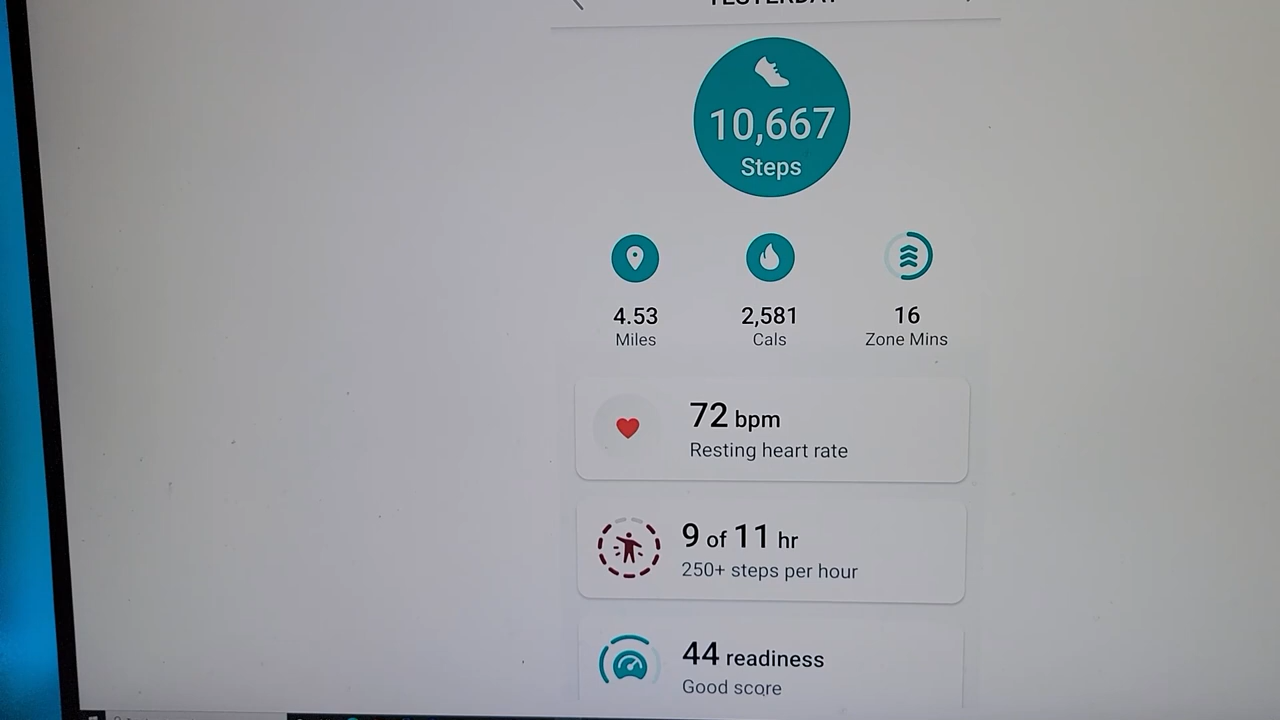 YESTERDAY
10,667
Steps
4.53
Miles
2,581
Cals
16
Zone Mins
72 bpm
Resting heart rate
9 of 11 hr
250+ steps per hour
44 readiness
Good score